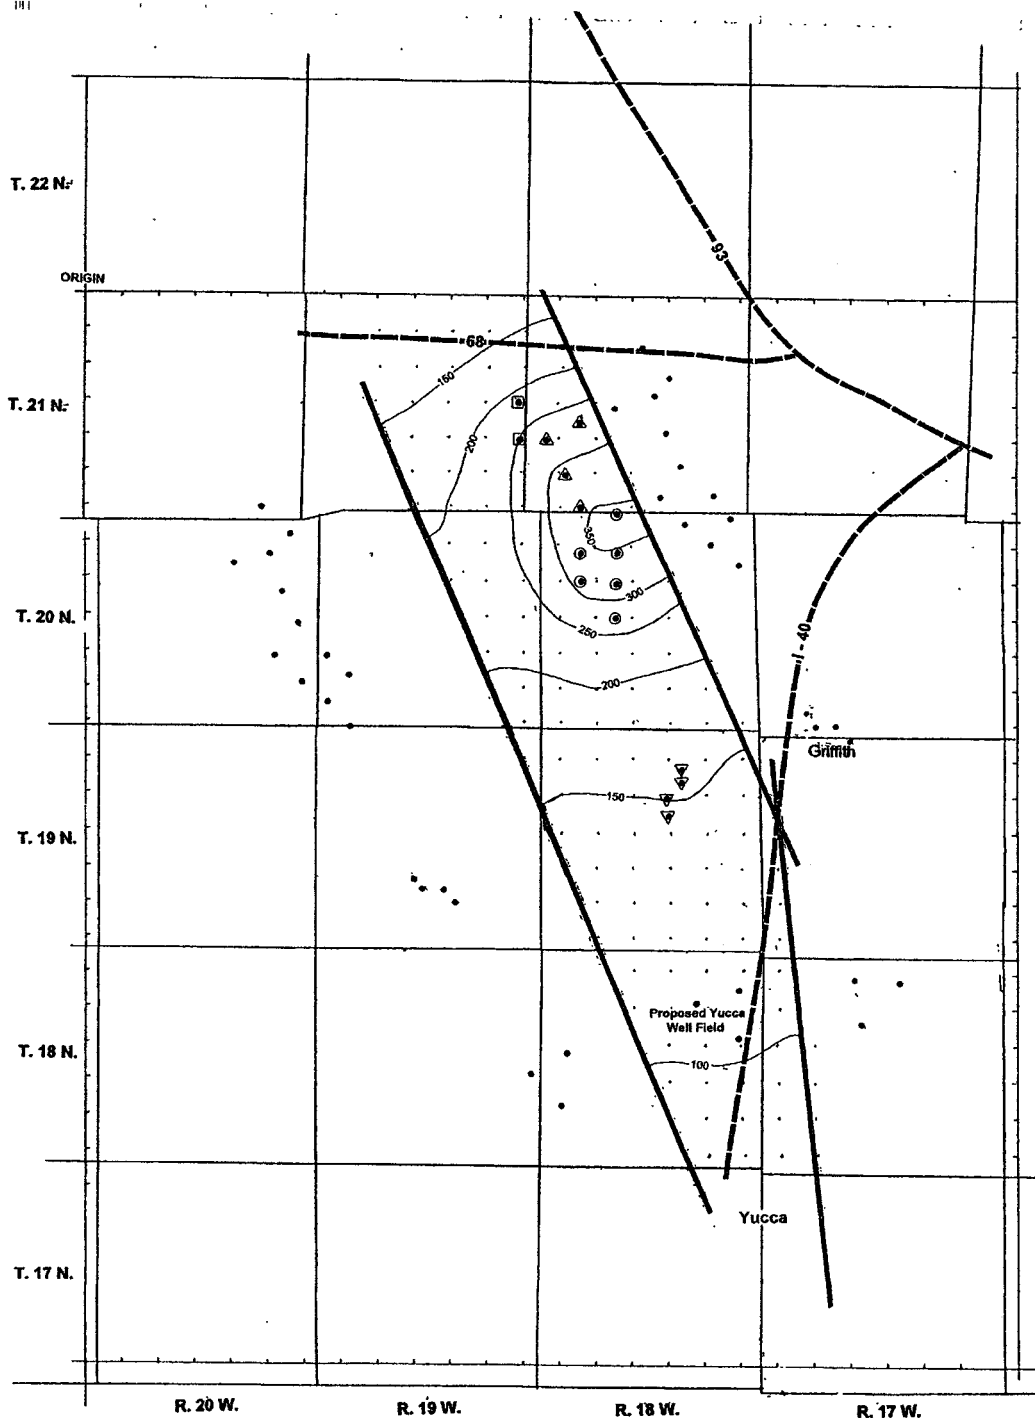 T. 22 N.
93
ORIGIN
68
150
T. 21 N.
200
350
300
T. 20 N.
250
I - 40
200
Griffith
150
T. 19 N.
Proposed Yucca
Well Field
T. 18 N.
100
Yucca
T. 17 N.
R. 20 W.
R. 19 W.
R. 18 W.
R. 17 W.